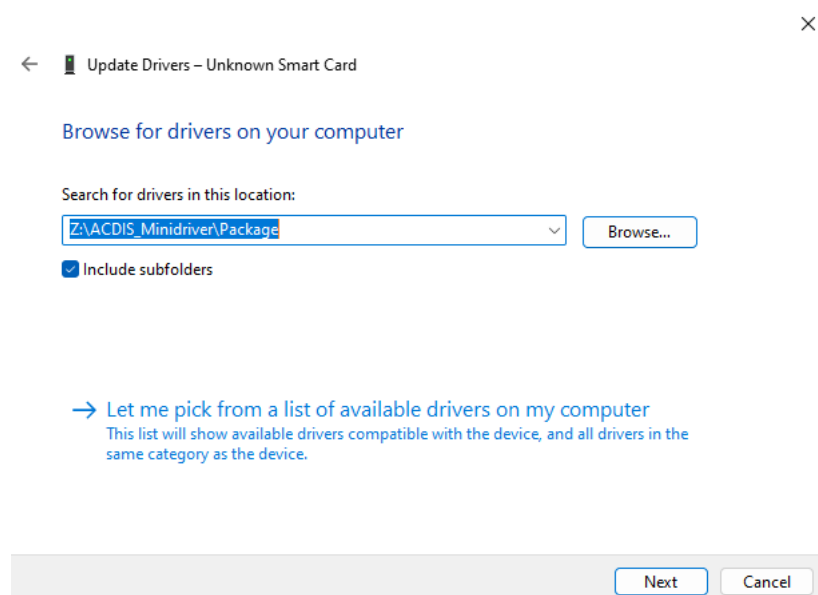 Update Drivers – Unknown Smart Card
Browse for drivers on your computer
Search for drivers in this location:
Z:\ACDIS_Minidriver\Package
Browse...
Include subfolders
Let me pick from a list of available drivers on my computer
This list will show available drivers compatible with the device, and all drivers in the
same category as the device.
Next
Cancel